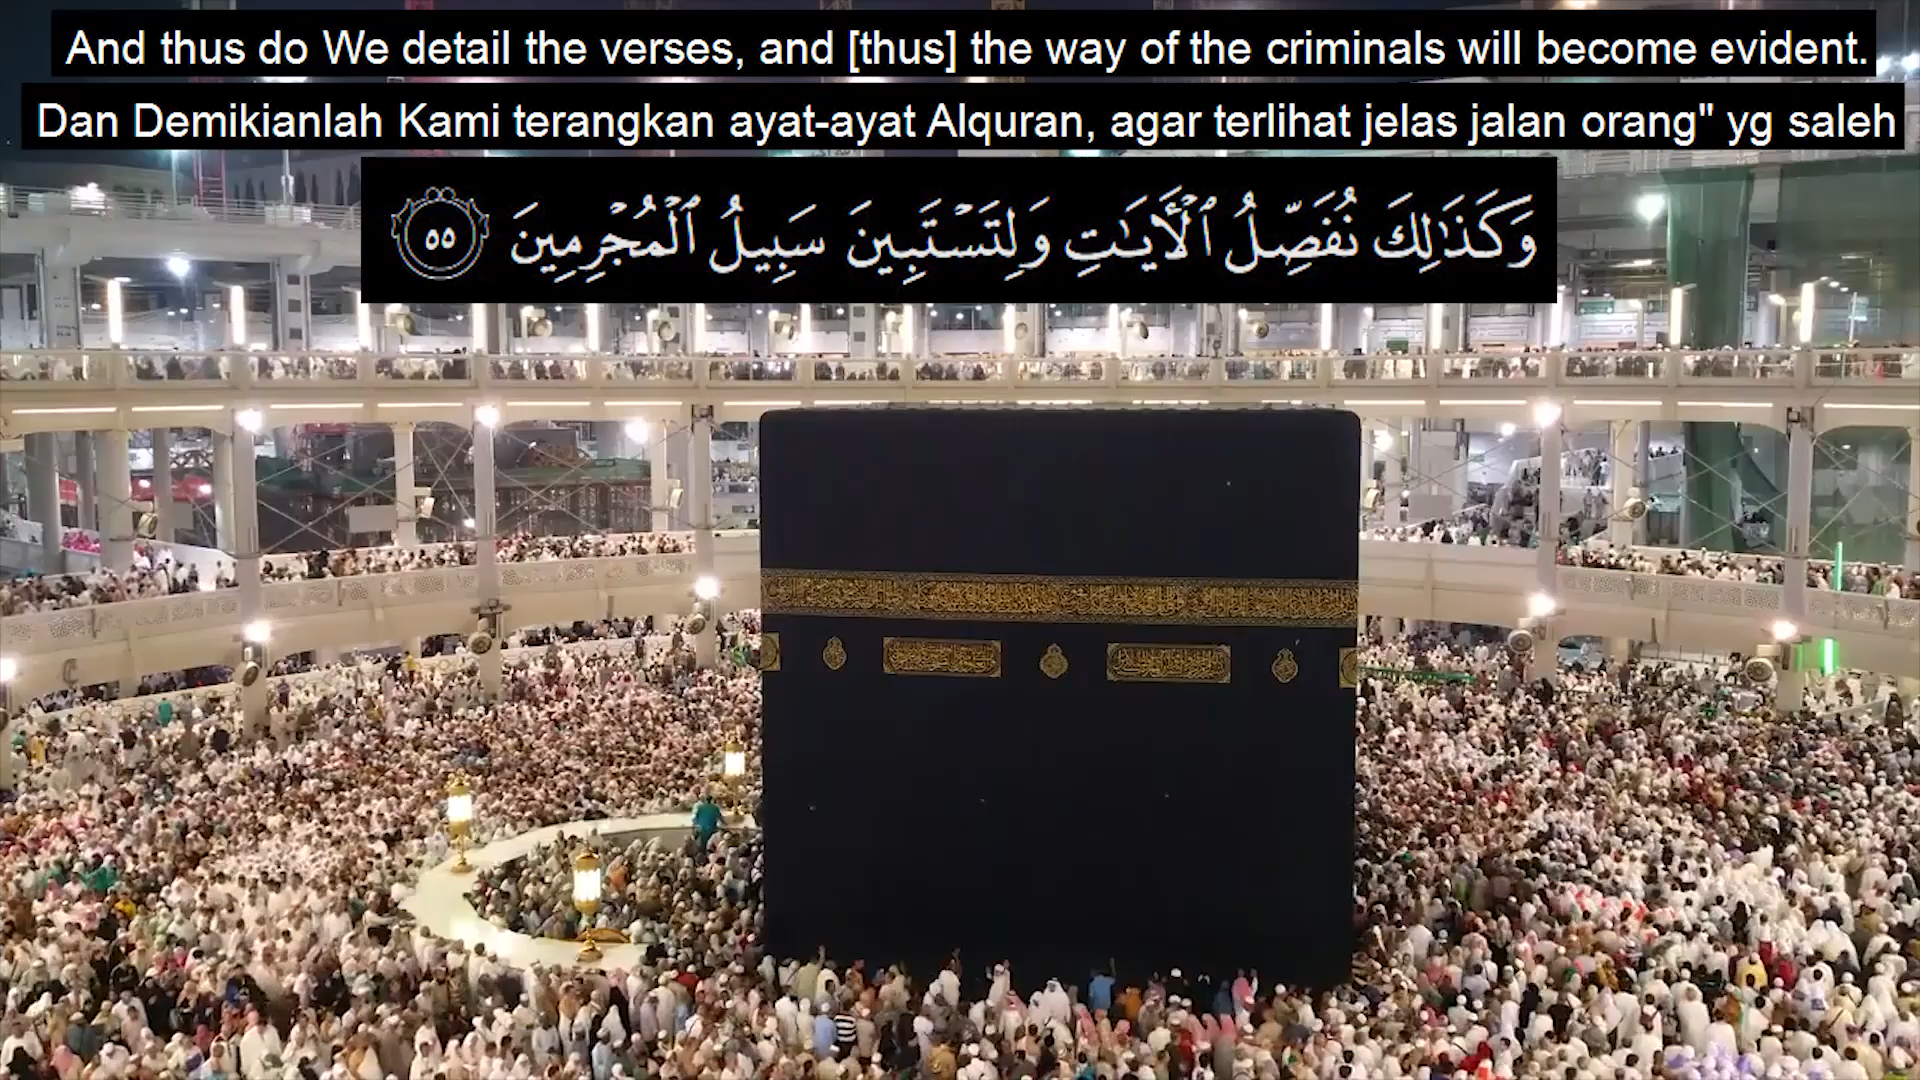 And thus do We detail the verses, and [thus] the way of the criminals will become evident.
Dan Demikianlah Kami terangkan ayat-ayat Alquran, agar terlihat jelas jalan orang" yg saleh
وَكَذَٰلِكَ نُفَصِّلُ ٱلْأَيَـٰتِ وَلِتَسْتَبِينَ سَبِيلُ ٱلْمُجْرِمِينَ ٥٥